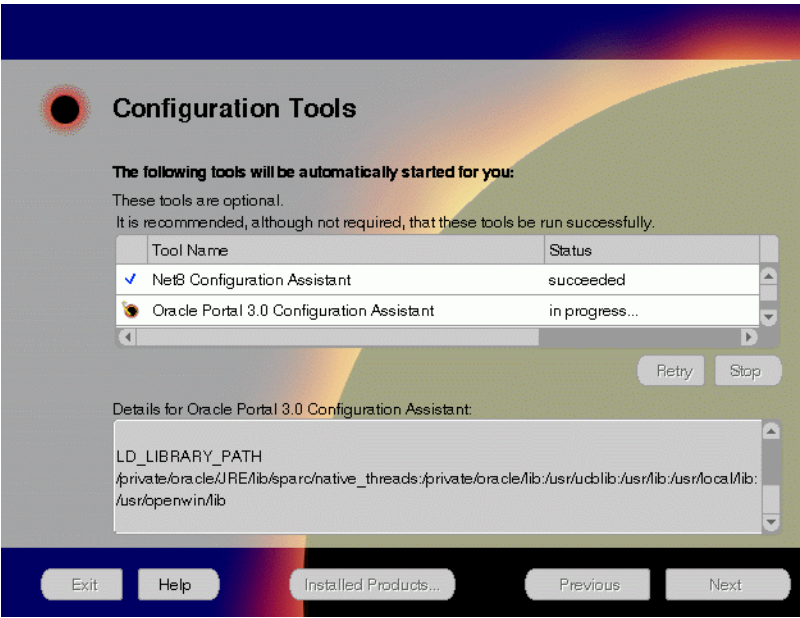 Configuration Tools
The following tools will be automatically started for you:
These tools are optional.
It is recommended, although not required, that these tools be run successfully.
Tool Name Status
Net8 Configuration Assistant succeeded
Oracle Portal 3.0 Configuration Assistant in progress...
Retry Stop
Details for Oracle Portal 3.0 Configuration Assistant:
LD_LIBRARY_PATH
/private/oracle/JRE/lib/sparc/native_threads:/private/oracle/lib:/usr/ucblib:/usr/lib:/usr/local/lib:
/usr/openwin/lib
Exit Help Installed Products... Previous Next